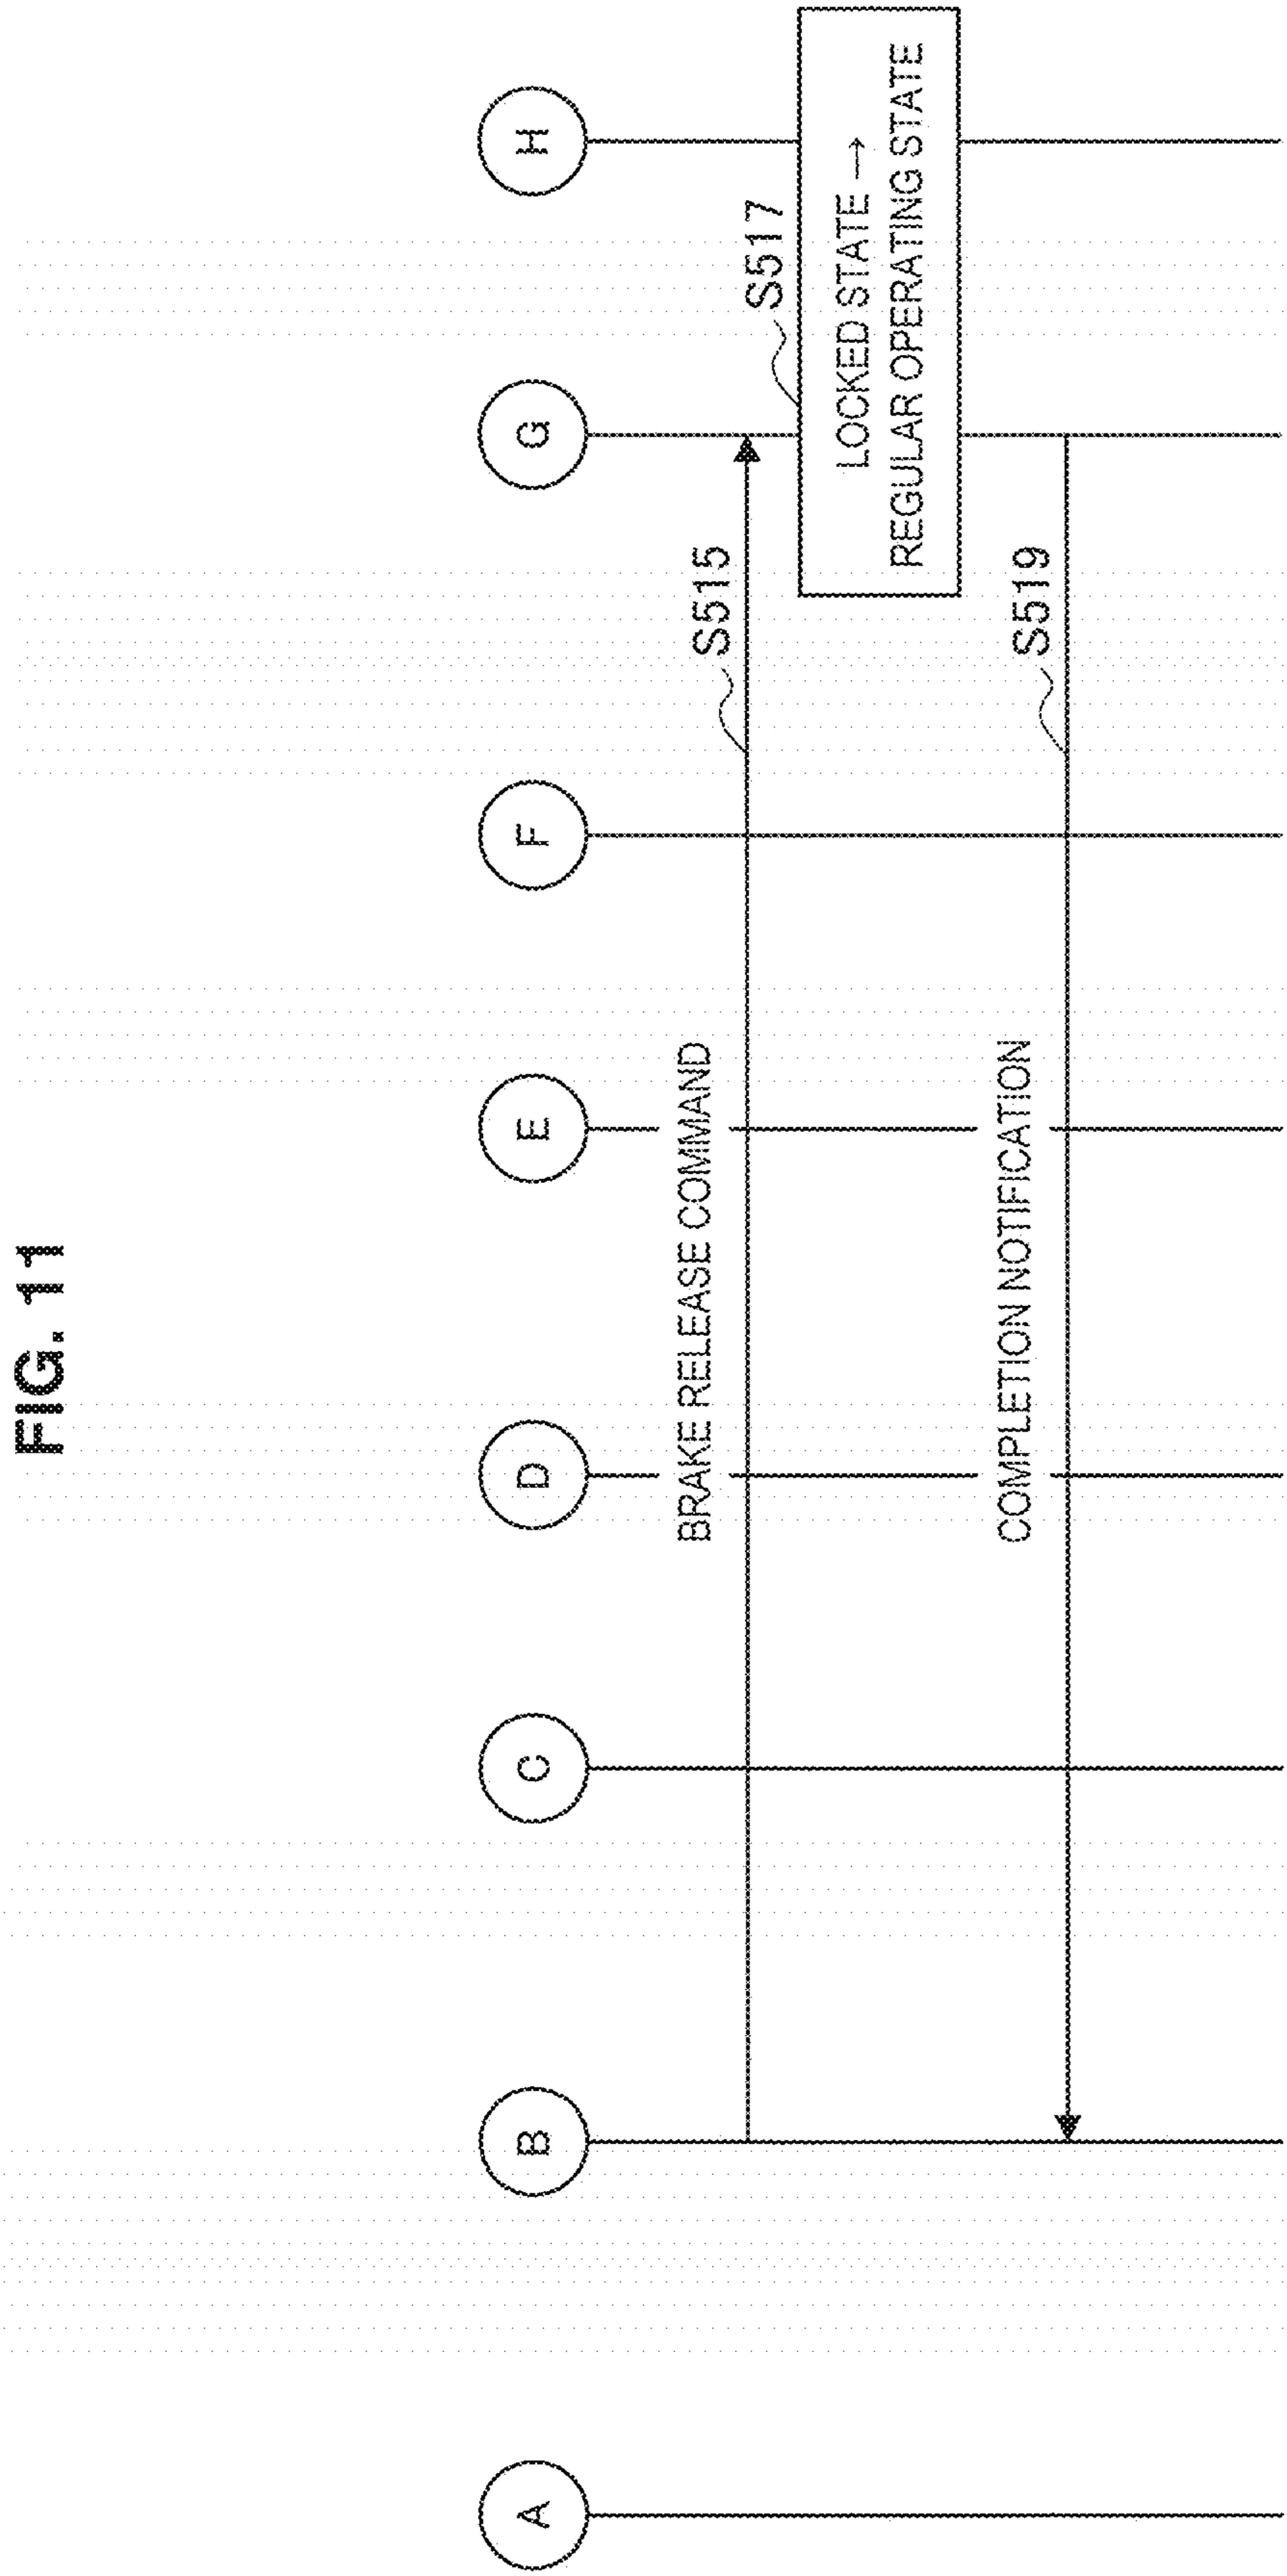 FIG. 11
A
B
C
D
E
F
G
H
BRAKE RELEASE COMMAND
S515
S517
LOCKED STATE →
REGULAR OPERATING STATE
COMPLETION NOTIFICATION
S519